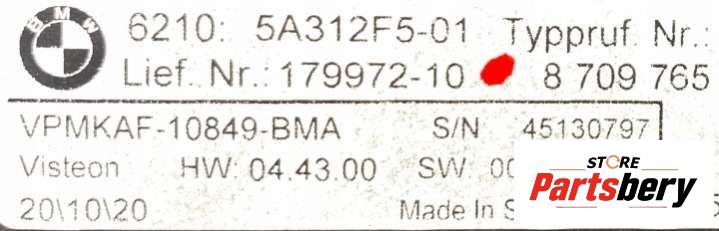 BMW
6210: 5A312F5-01 Typpruf. Nr.:
Lief. Nr.: 179972-10 8 709 765
VPMKAF-10849-BMA S/N 45130797
Visteon HW: 04.43.00 SW: 00
20\10\20 Made In S
STORE
Partsbery